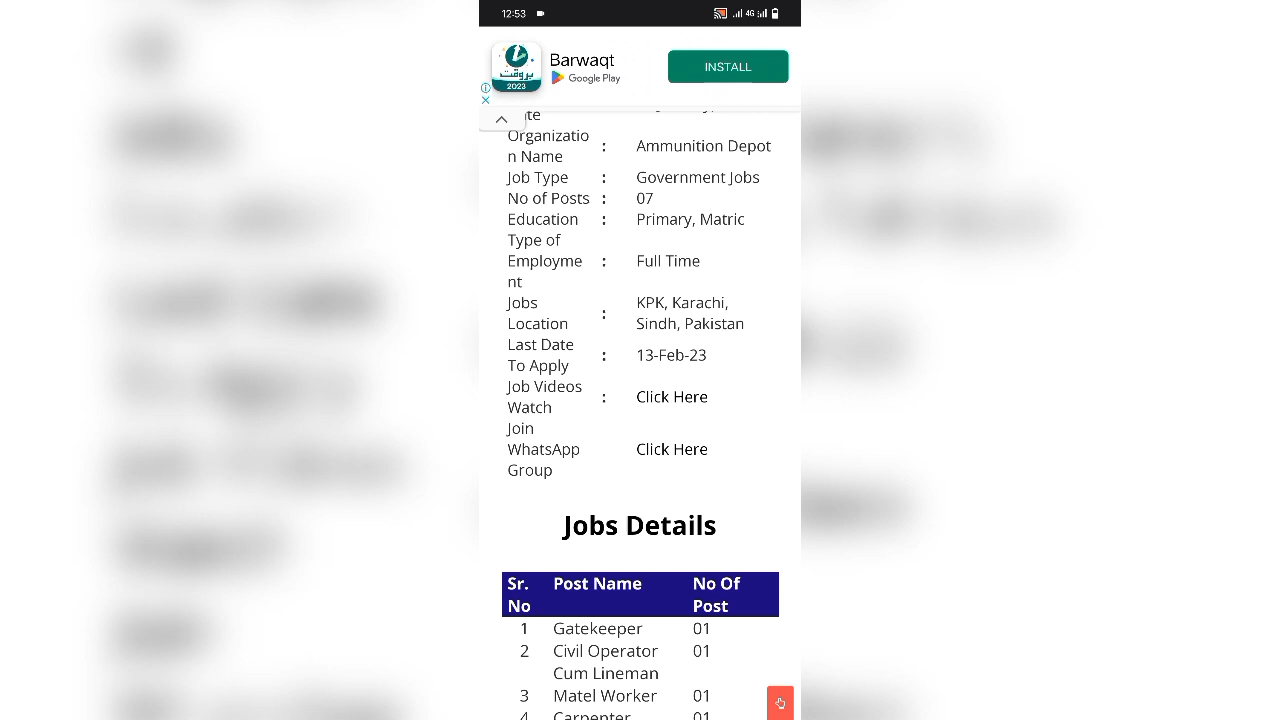 12:53
4G
Barwaqt
Google Play
INSTALL
بروقت
2023
Organizatio
n Name : Ammunition Depot
Job Type : Government Jobs
No of Posts : 07
Education : Primary, Matric
Type of
Employme : Full Time
nt
Jobs
Location : KPK, Karachi,
Sindh, Pakistan
Last Date
To Apply : 13-Feb-23
Job Videos
Watch : Click Here
Join
WhatsApp Click Here
Group
Jobs Details
Sr. No Post Name No Of Post
1 Gatekeeper 01
2 Civil Operator 01
Cum Lineman
3 Matel Worker 01
4 Carpenter 01